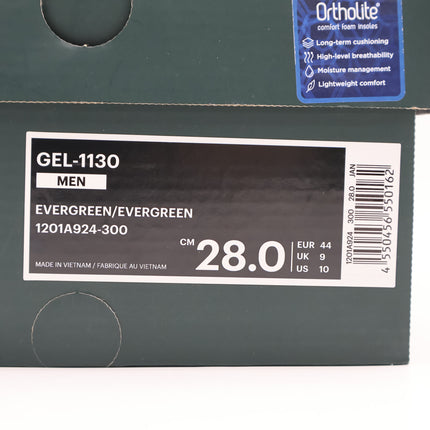 Ortholite®
comfort foam insoles
Long-term cushioning
High-level breathability
Moisture management
Lightweight comfort
GEL-1130
MEN
EVERGREEN/EVERGREEN
1201A924-300
CM 28.0
EUR 44
UK 9
US 10
MADE IN VIETNAM / FABRIQUE AU VIETNAM
1201A924 300 28.0 JAN
4 550456 550162